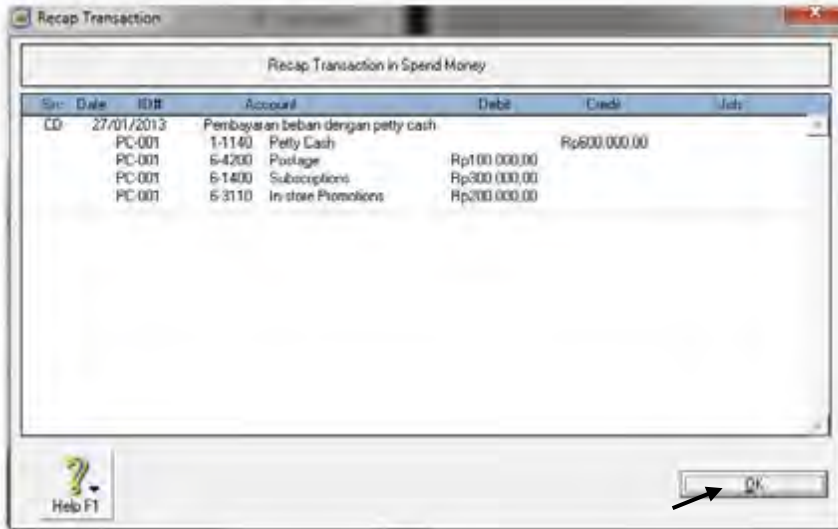 Recap Transaction
Recap Transaction in Spend Money
Src Date ID# Account Debit Credit Job
CD 27/01/2013 Pembayaran beban dengan petty cash
PC-001 1-1140 Petty Cash Rp600.000,00
PC-001 6-4200 Postage Rp100.000,00
PC-001 6-1400 Subscriptions Rp300.000,00
PC-001 6-3110 In-store Promotions Rp200.000,00
Help F1
OK